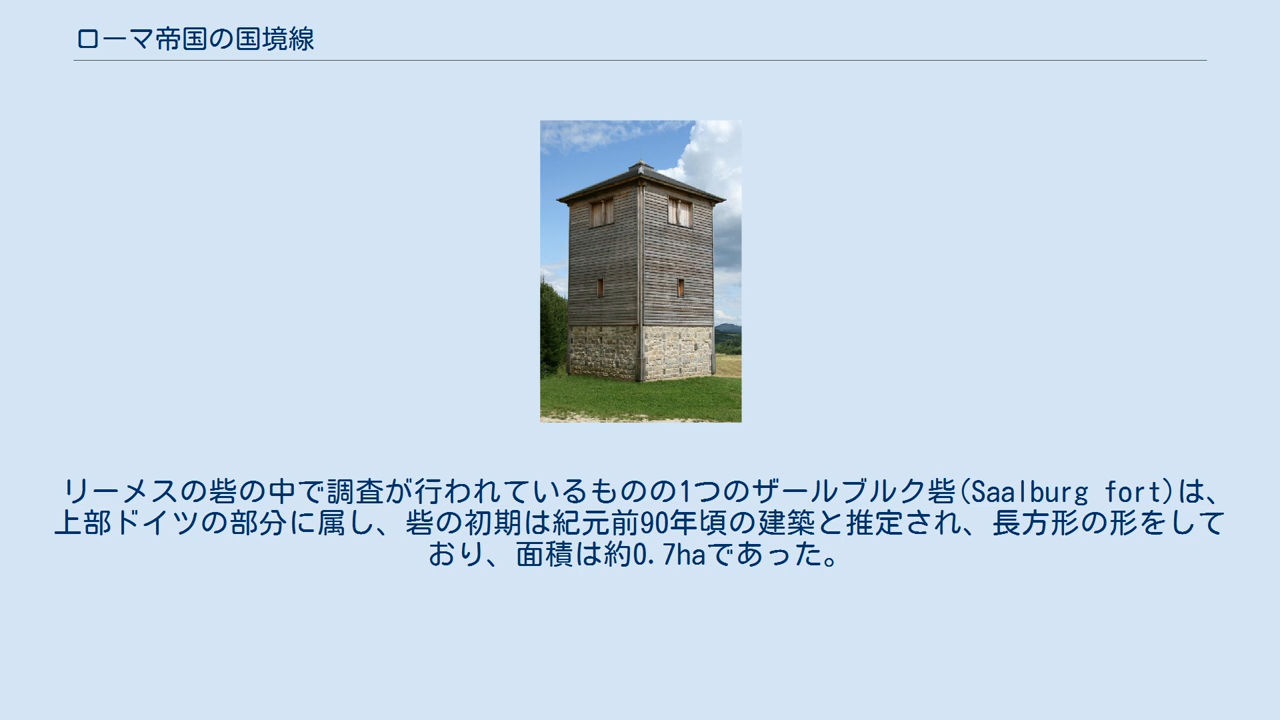 ローマ帝国の国境線
リーメスの砦の中で調査が行われているものの1つのザールブルク砦(Saalburg fort)は、
上部ドイツの部分に属し、砦の初期は紀元前90年頃の建築と推定され、長方形の形をして
おり、面積は約0.7haであった。